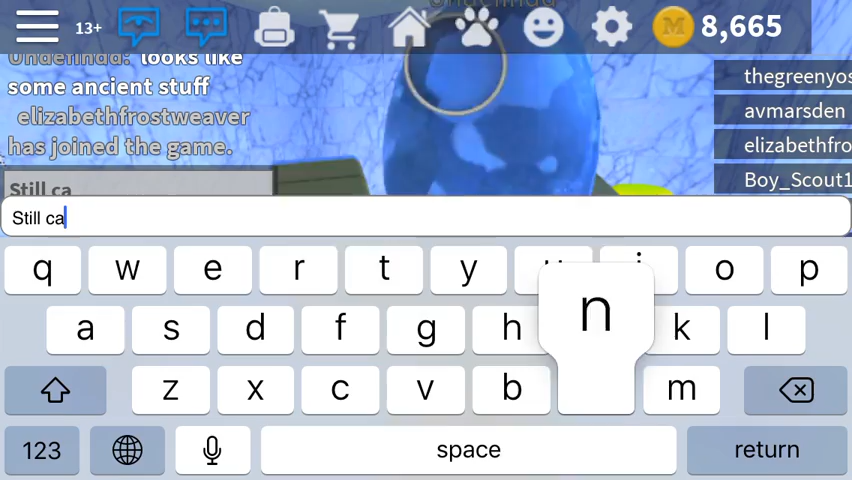 13+
M 8,665
Undefinda: looks like
some ancient stuff
elizabethfrostweaver
has joined the game.
thegreenyos
avmarsden
elizabethfro
Boy_Scout1
Still ca
Still ca
q w e r t y o p
a s d f g h k l
n
z x c v b m
123 space return